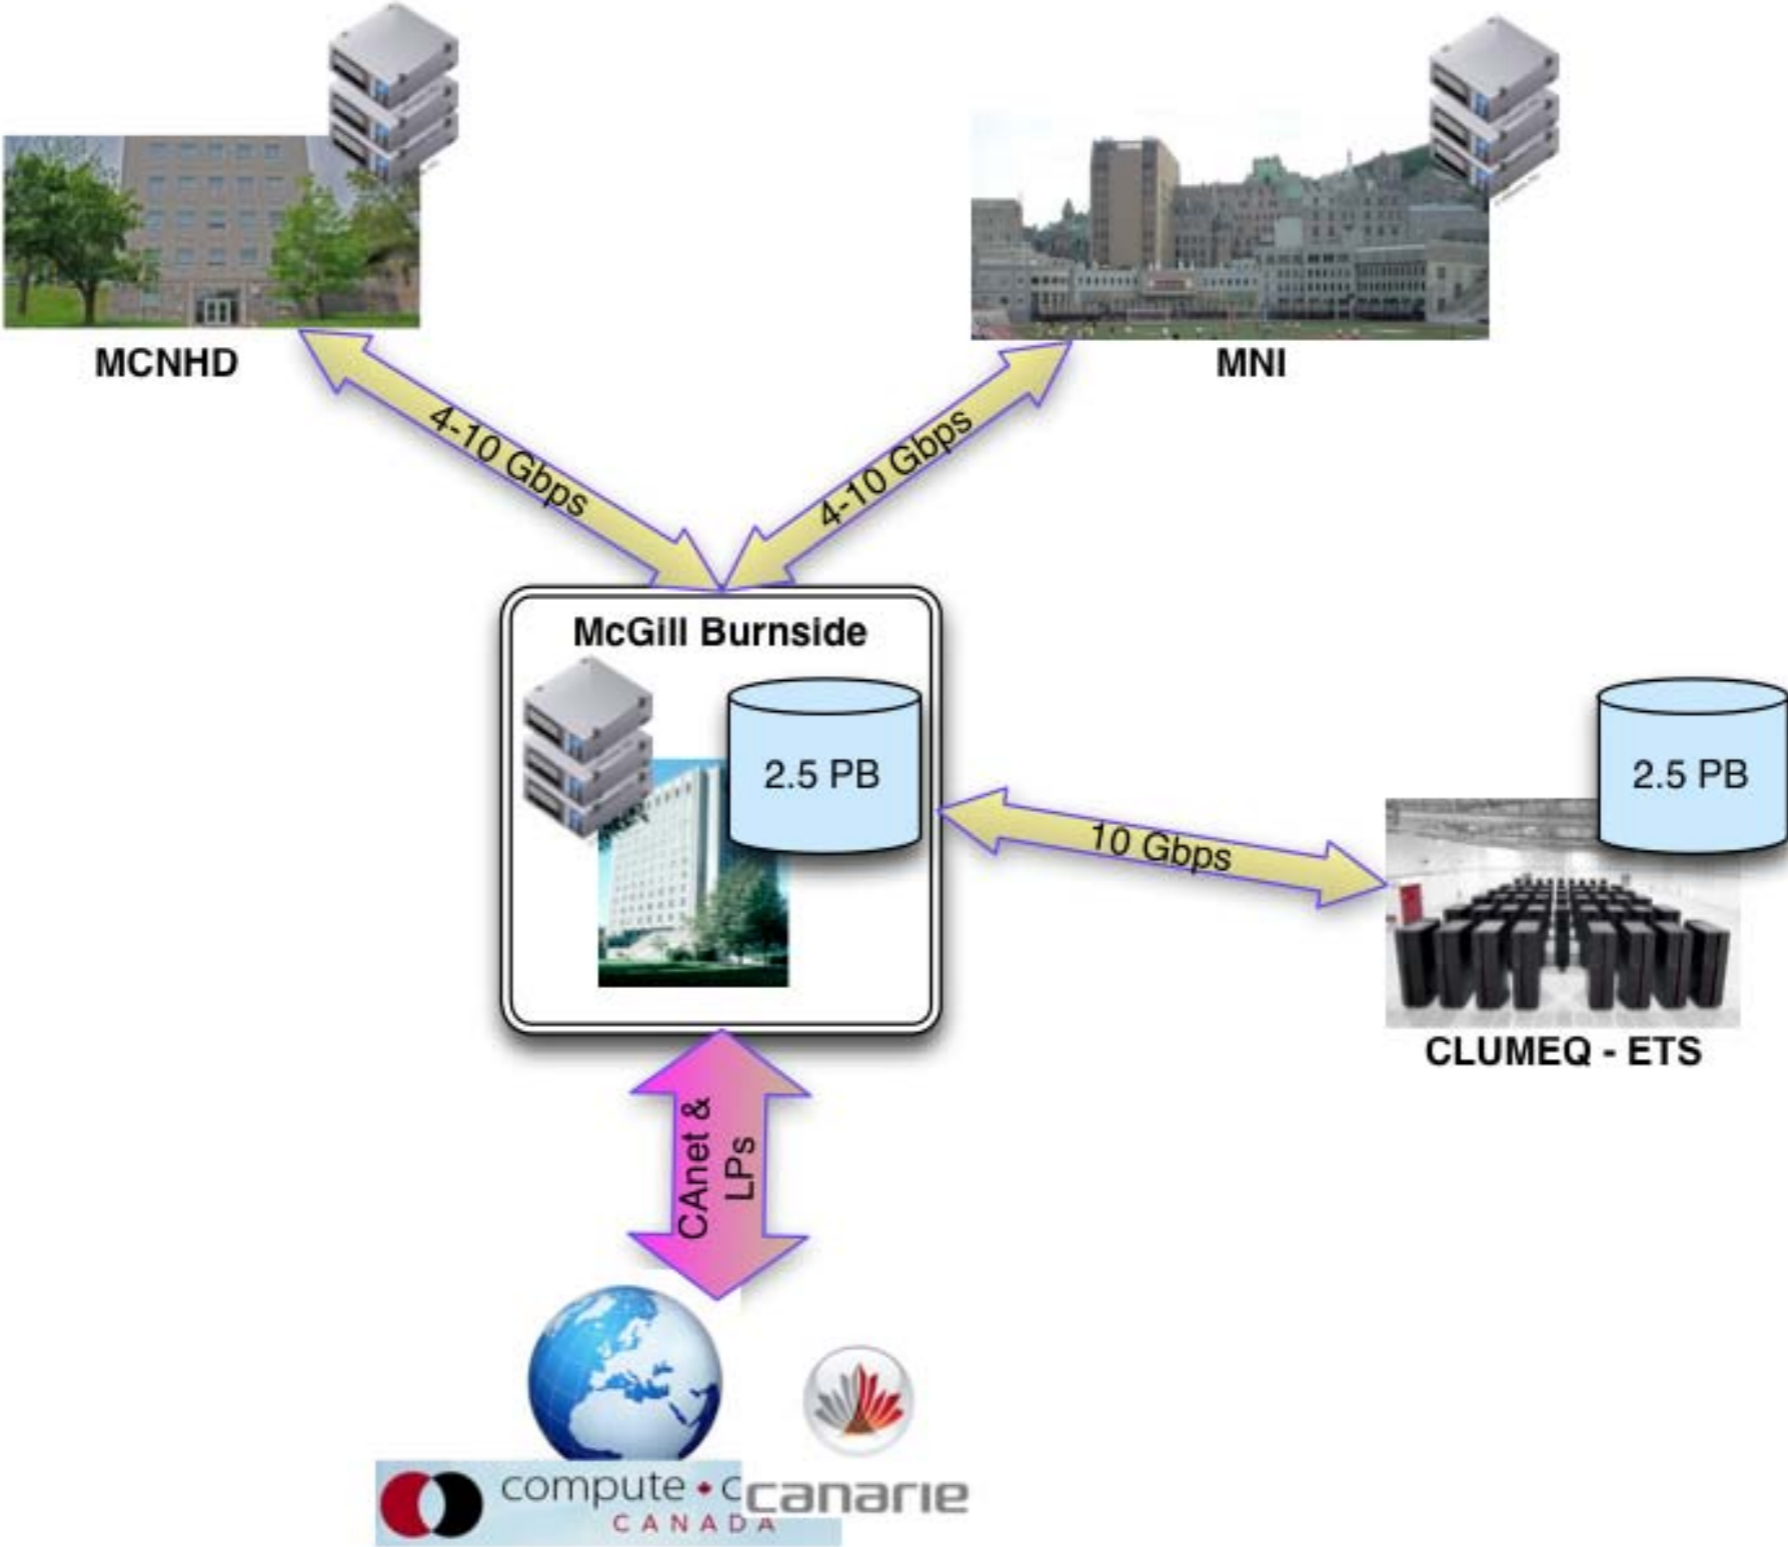 MCNHD
MNI
4-10 Gbps
4-10 Gbps
McGill Burnside
2.5 PB
2.5 PB
10 Gbps
CLUMEQ - ETS
CAnet &
LPs
compute • c
CANADA
canarie